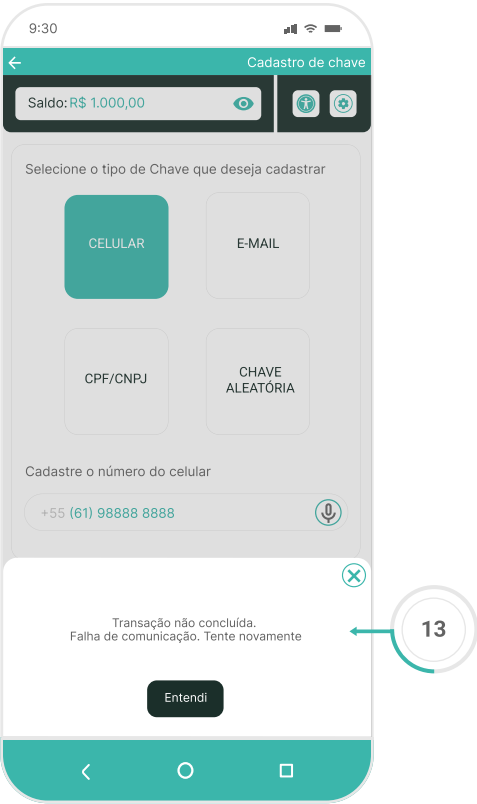 9:30
Cadastro de chave
Saldo: R$ 1.000,00
Selecione o tipo de Chave que deseja cadastrar
CELULAR
E-MAIL
CPF/CNPJ
CHAVE
ALEATÓRIA
Cadastre o número do celular
+55 (61) 98888 8888
Transação não concluída.
Falha de comunicação. Tente novamente
13
Entendi